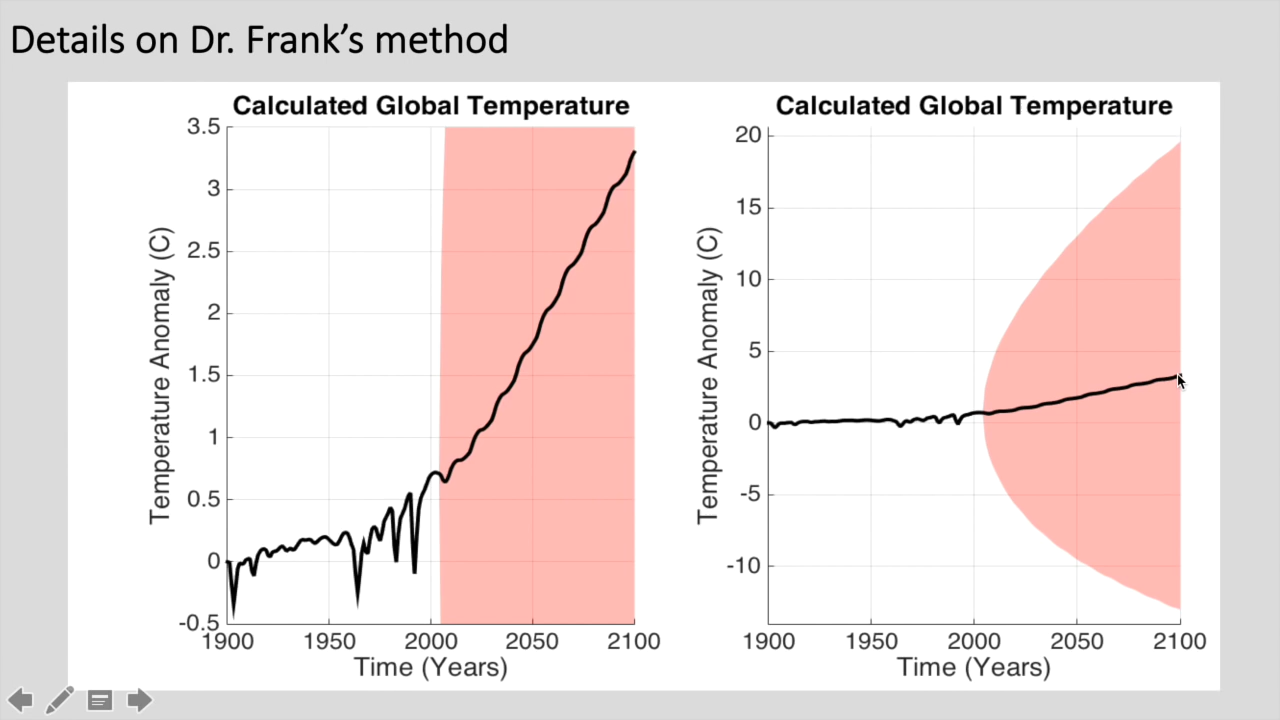 Details on Dr. Frank's method
Calculated Global Temperature
3.5
3
2.5
2
1.5
1
0.5
0
-0.5
Temperature Anomaly (C)
1900 1950 2000 2050 2100
Time (Years)
Calculated Global Temperature
20
15
10
5
0
-5
-10
Temperature Anomaly (C)
1900 1950 2000 2050 2100
Time (Years)